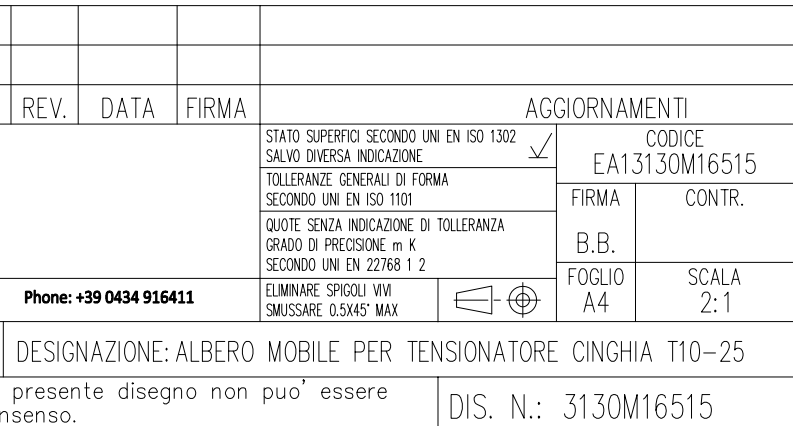 REV. DATA FIRMA AGGIORNAMENTI
STATO SUPERFICI SECONDO UNI EN ISO 1302
SALVO DIVERSA INDICAZIONE
CODICE
EA13130M16515
TOLLERANZE GENERALI DI FORMA
SECONDO UNI EN ISO 1101
FIRMA CONTR.
B.B.
QUOTE SENZA INDICAZIONE DI TOLLERANZA
GRADO DI PRECISIONE m K
SECONDO UNI EN 22768 1 2
FOGLIO SCALA
A4 2:1
Phone: +39 0434 916411
ELIMINARE SPIGOLI VIVI
SMUSSARE 0.5X45° MAX
DESIGNAZIONE: ALBERO MOBILE PER TENSIONATORE CINGHIA T10-25
presente disegno non puo' essere
nsenso.
DIS. N.: 3130M16515